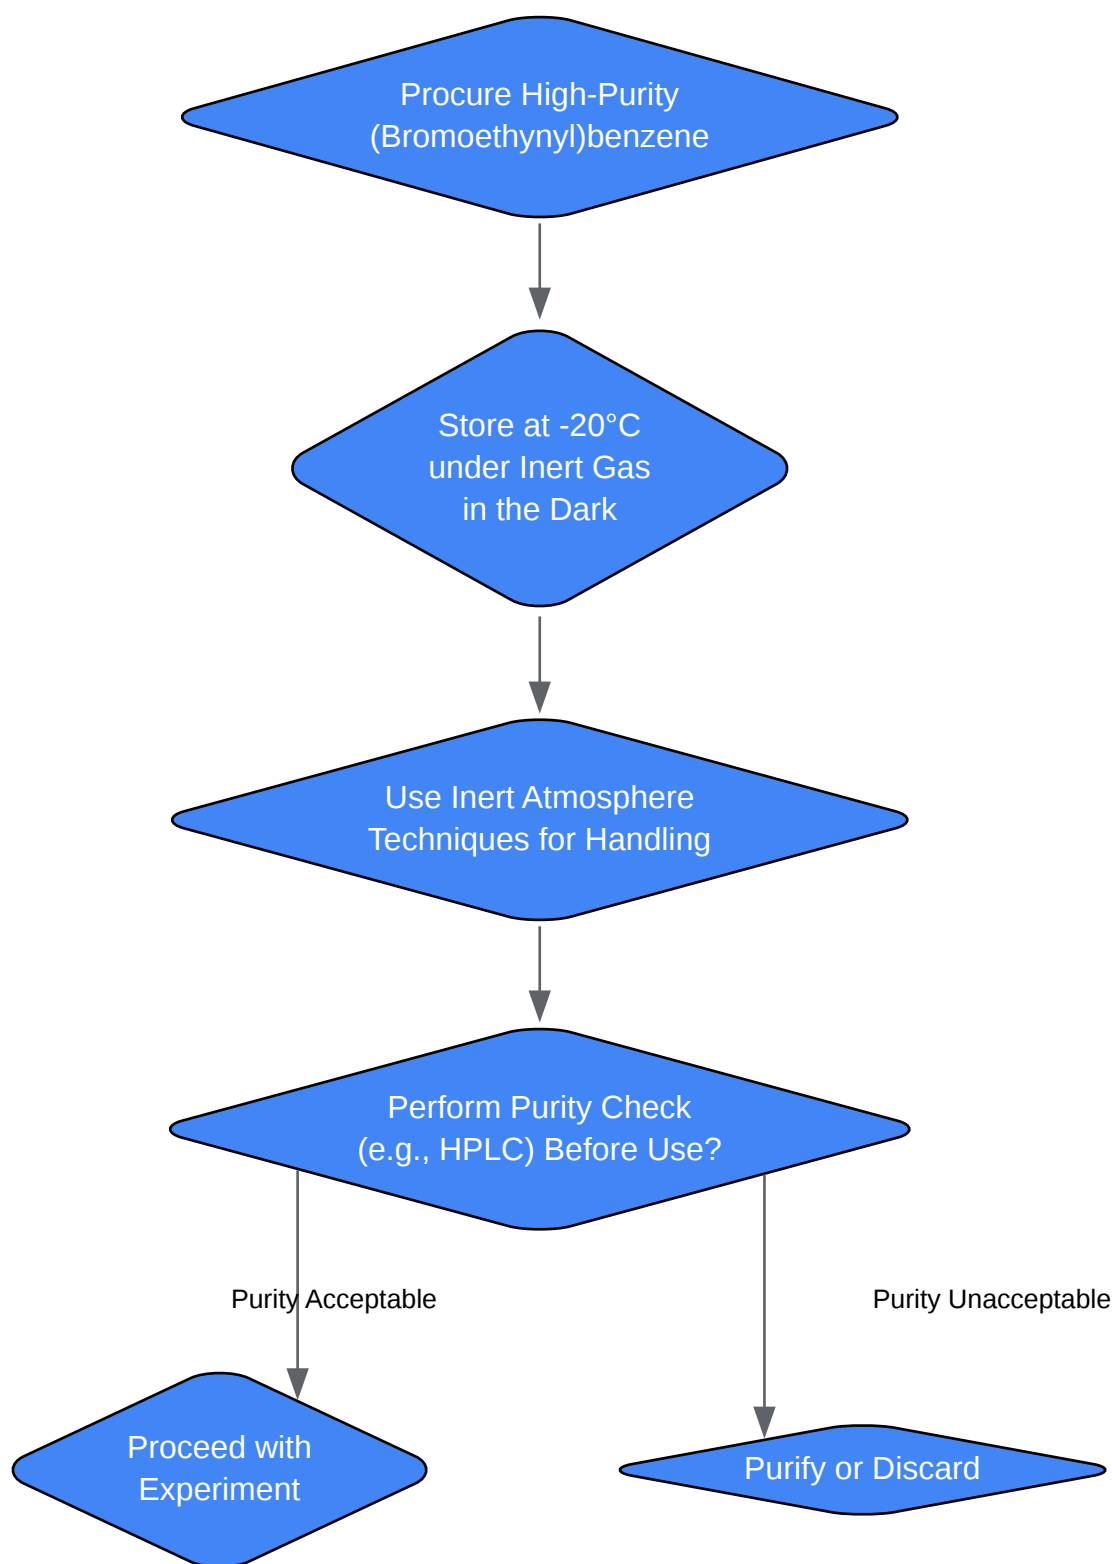 Procure High-Purity
(Bromoethynyl)benzene
Store at -20°C
under Inert Gas
in the Dark
Use Inert Atmosphere
Techniques for Handling
Perform Purity Check
(e.g., HPLC) Before Use?
Purity Acceptable
Purity Unacceptable
Proceed with
Experiment
Purify or Discard